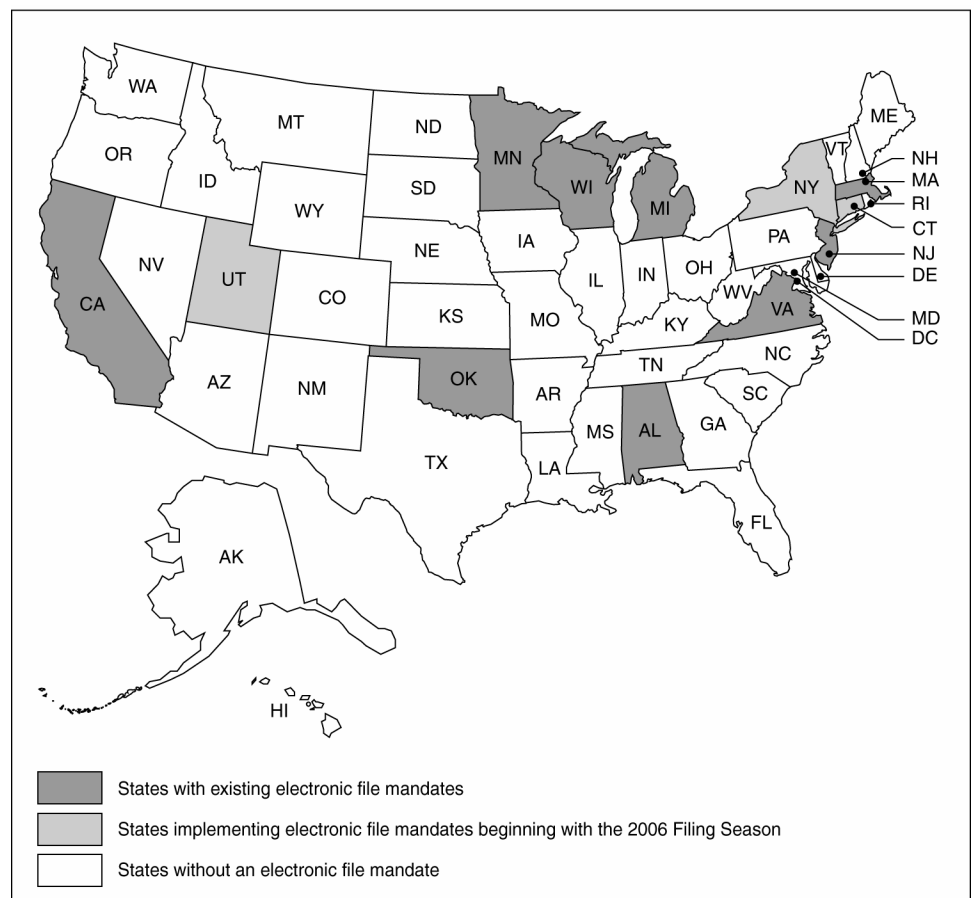 WA
MT
ND
MN
ME
VT
NH
OR
ID
SD
WI
NY
MA
MI
RI
WY
CT
IA
PA
NE
NJ
NV
UT
IL
IN
OH
DE
CA
CO
WV
VA
KS
MO
KY
MD
DC
AZ
NM
OK
TN
NC
AR
SC
MS
AL
GA
TX
LA
FL
AK
HI
States with existing electronic file mandates
States implementing electronic file mandates beginning with the 2006 Filing Season
States without an electronic file mandate